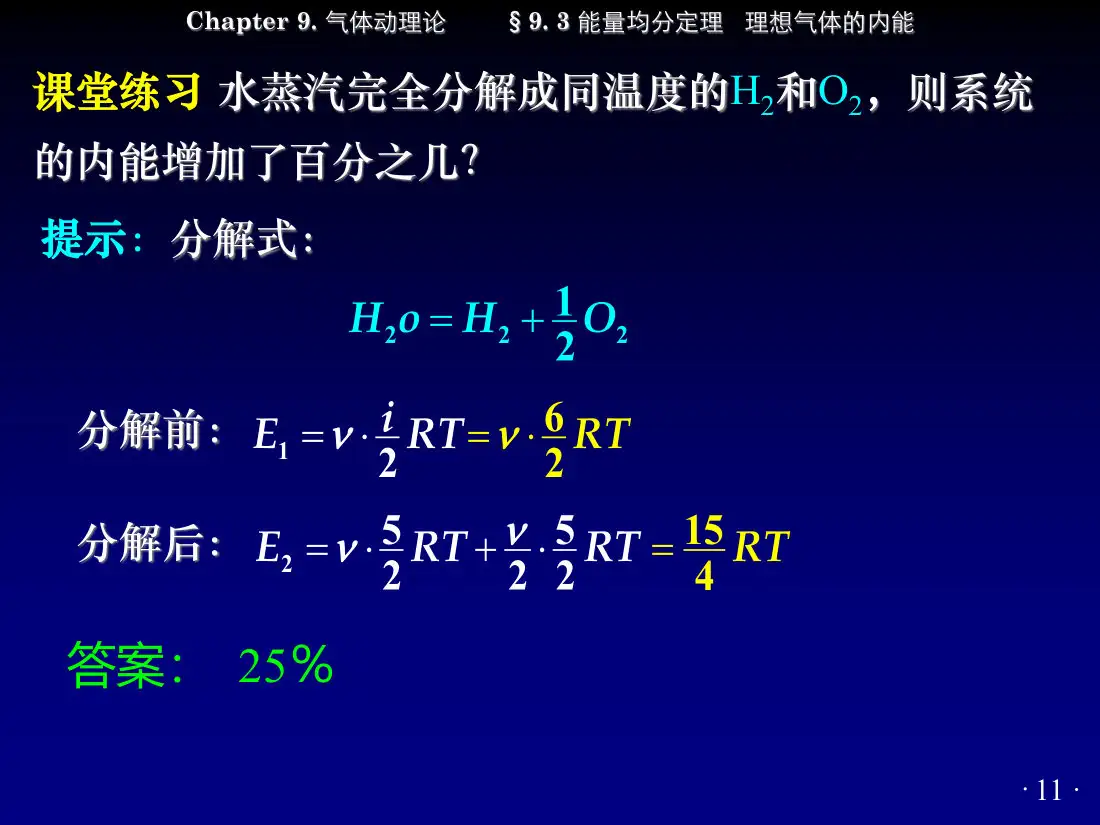 Chapter 9. 气体动理论 §9.3 能量均分定理 理想气体的内能
课堂练习 水蒸汽完全分解成同温度的H₂和O₂，则系统
的内能增加了百分之几？
提示：分解式：
H₂o = H₂ + 1/2 O₂
分解前：E₁ = ν · i/2 RT = ν · 6/2 RT
分解后：E₂ = ν · 5/2 RT + ν/2 · 5/2 RT = 15/4 RT
答案： 25%
· 11 ·